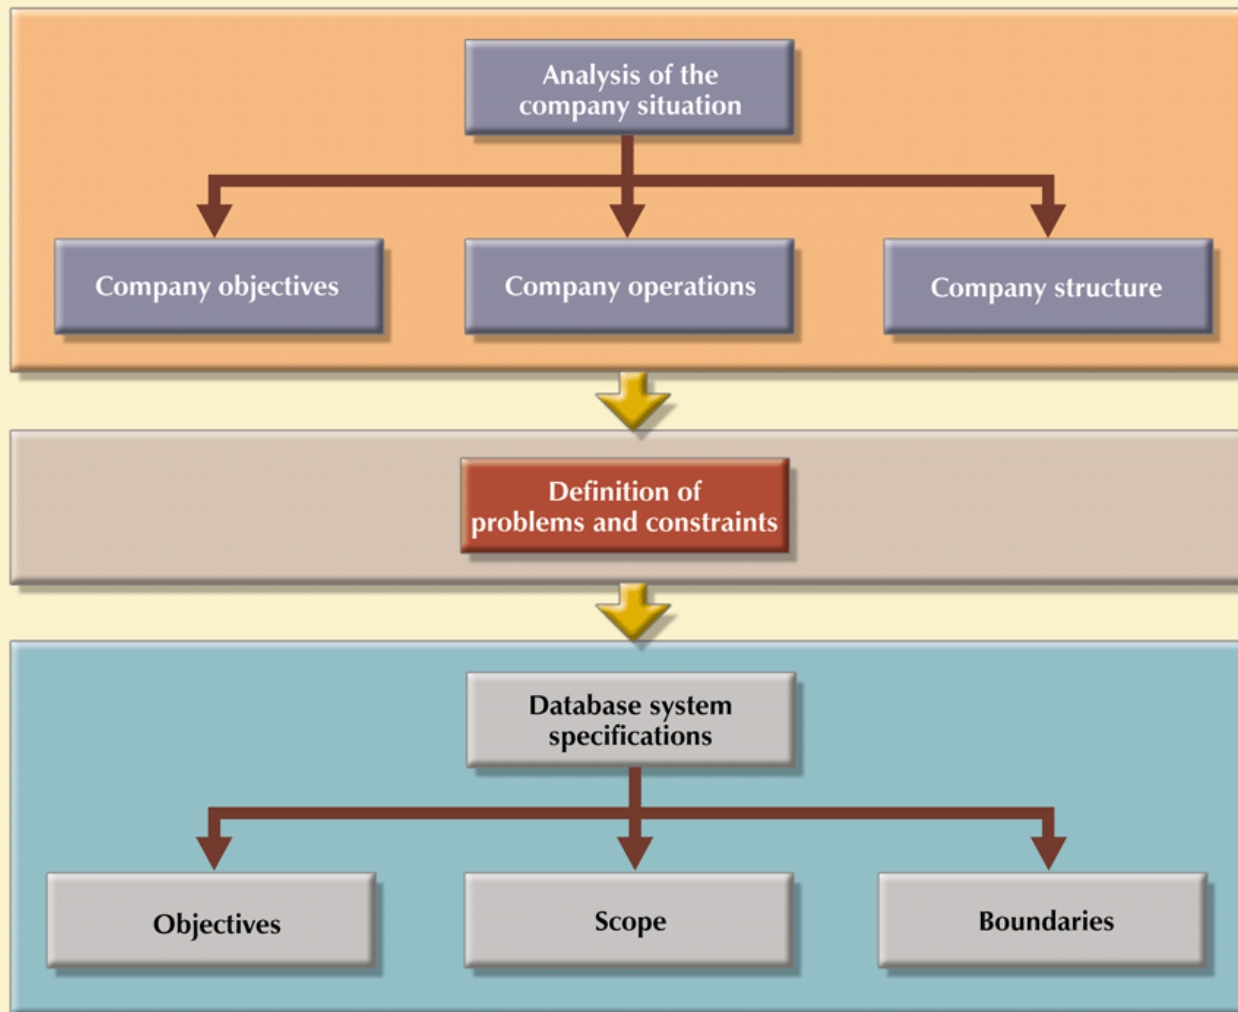 Analysis of the
company situation
Company objectives
Company operations
Company structure
Definition of
problems and constraints
Database system
specifications
Objectives
Scope
Boundaries